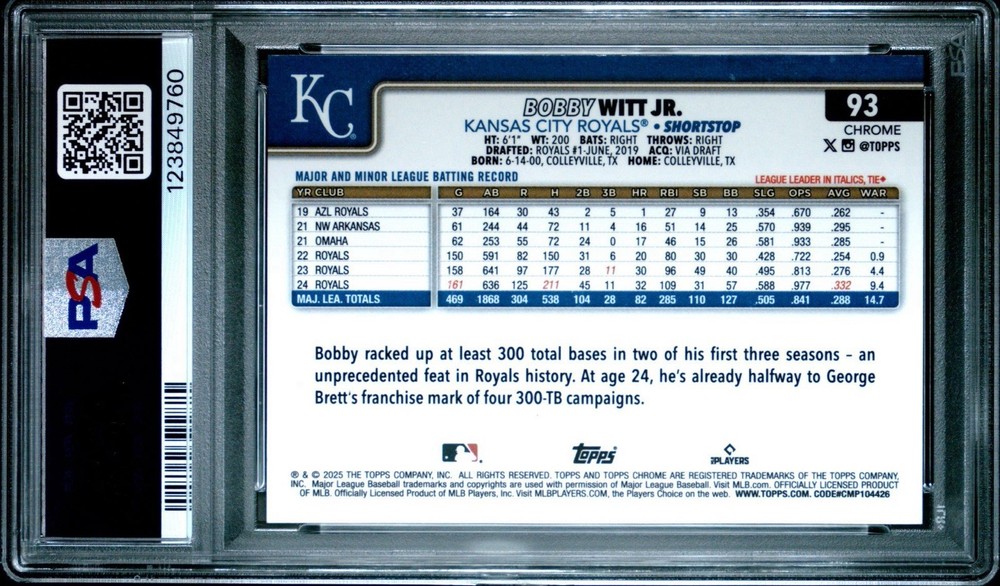 123849760
PSA
KC
BOBBY WITT JR.
93
KANSAS CITY ROYALS® • SHORTSTOP
CHROME
HT: 6'1" WT: 200 BATS: RIGHT THROWS: RIGHT
@TOPPS
DRAFTED: ROYALS #1-JUNE, 2019 ACQ: VIA DRAFT
BORN: 6-14-00, COLLEYVILLE, TX HOME: COLLEYVILLE, TX
MAJOR AND MINOR LEAGUE BATTING RECORD
LEAGUE LEADER IN ITALICS, TIE♦
YR CLUB G AB R H 2B 3B HR RBI SB BB SLG OPS AVG WAR
19 AZL ROYALS 37 164 30 43 2 5 1 27 9 13 .354 .670 .262 -
21 NW ARKANSAS 61 244 44 72 11 4 16 51 14 25 .570 .939 .295 -
21 OMAHA 62 253 55 72 24 0 17 46 15 26 .581 .933 .285 -
22 ROYALS 150 591 82 150 31 6 20 80 30 30 .428 .722 .254 0.9
23 ROYALS 158 641 97 177 28 11 30 96 49 40 .495 .813 .276 4.4
24 ROYALS 161 636 125 211 45 11 32 109 31 57 .588 .977 .332 9.4
MAJ. LEA. TOTALS 469 1868 304 538 104 28 82 285 110 127 .505 .841 .288 14.7
Bobby racked up at least 300 total bases in two of his first three seasons – an
unprecedented feat in Royals history. At age 24, he's already halfway to George
Brett's franchise mark of four 300-TB campaigns.
Topps
PLAYERS
® & © 2025 THE TOPPS COMPANY, INC. ALL RIGHTS RESERVED. TOPPS AND TOPPS CHROME ARE REGISTERED TRADEMARKS OF THE TOPPS COMPANY,
INC. Major League Baseball trademarks and copyrights are used with permission of Major League Baseball. Visit MLB.com. OFFICIALLY LICENSED PRODUCT
OF MLB. Officially Licensed Product of MLB Players, Inc. Visit MLBPLAYERS.COM, the Players Choice on the web. WWW.TOPPS.COM. CODE#CMP104426